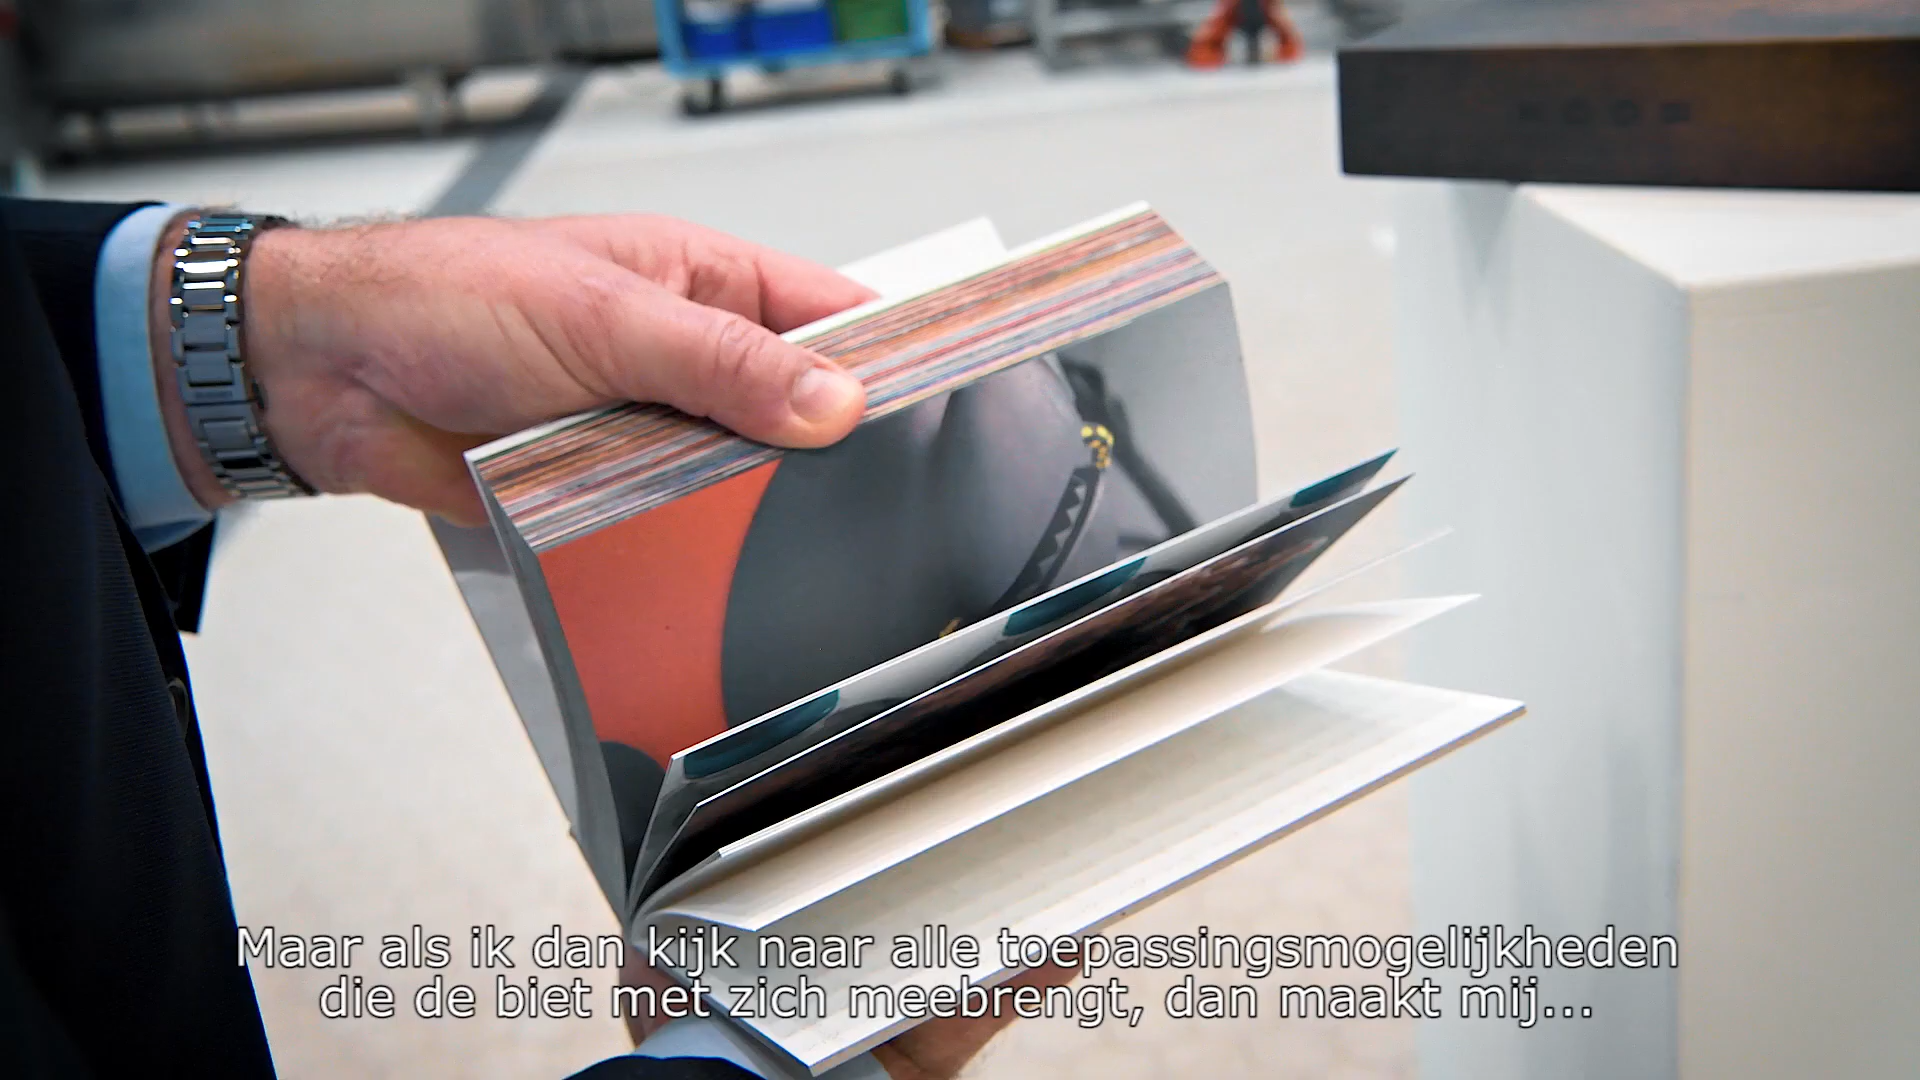 Maar als ik dan kijk naar alle toepassingsmogelijkheden
die de biet met zich meebrengt, dan maakt mij...